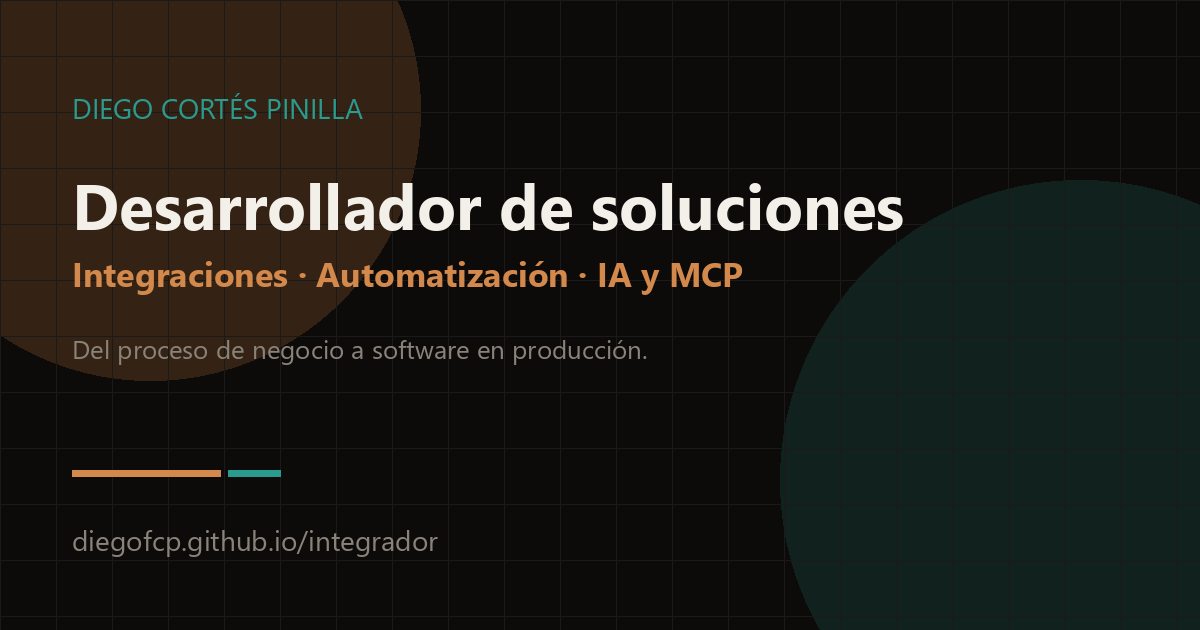 DIEGO CORTÉS PINILLA
Desarrollador de soluciones
Integraciones · Automatización · IA y MCP
Del proceso de negocio a software en producción.
diegofcp.github.io/integrador